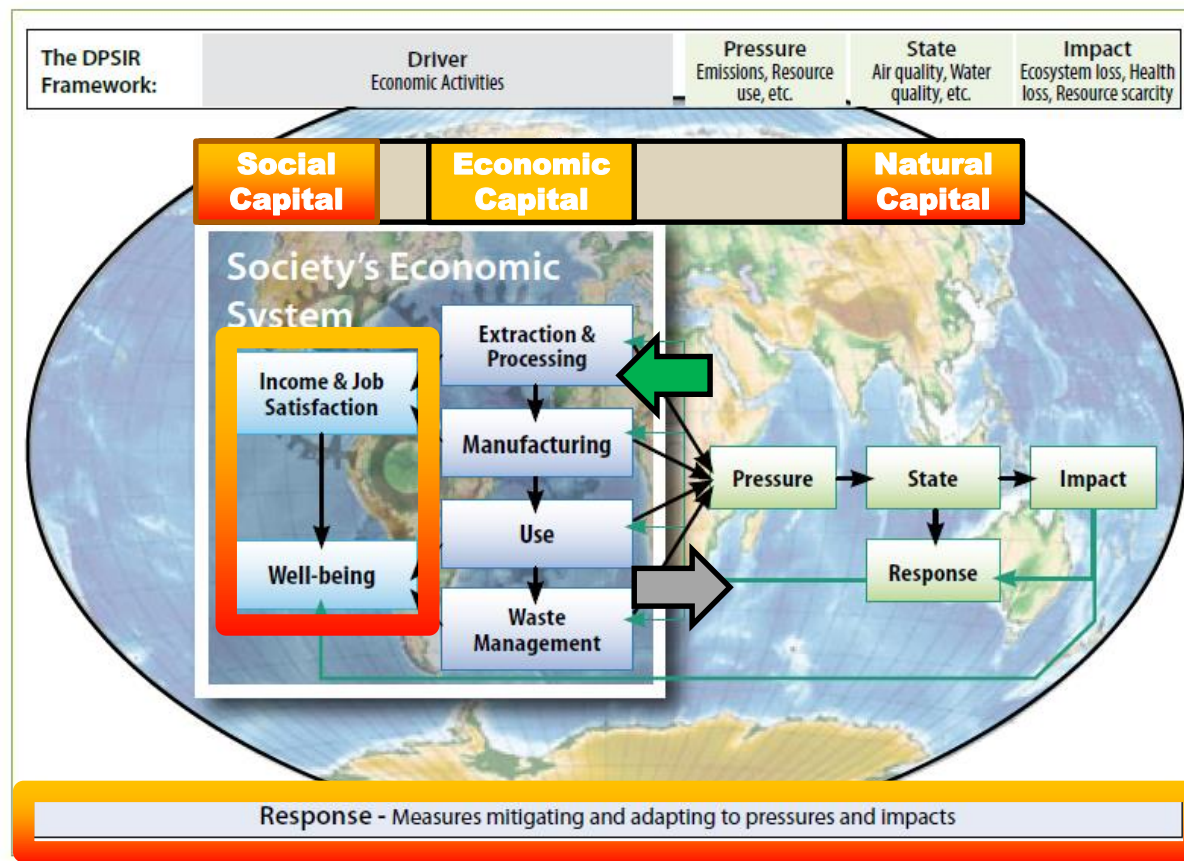 The DPSIR
Framework:
Driver
Economic Activities
Pressure
Emissions, Resource
use, etc.
State
Air quality, Water
quality, etc.
Impact
Ecosystem loss, Health
loss, Resource scarcity
Social
Capital
Economic
Capital
Natural
Capital
Society's Economic
System
Extraction &
Processing
Income & Job
Satisfaction
Manufacturing
Pressure
State
Impact
Use
Well-being
Response
Waste
Management
Response - Measures mitigating and adapting to pressures and impacts